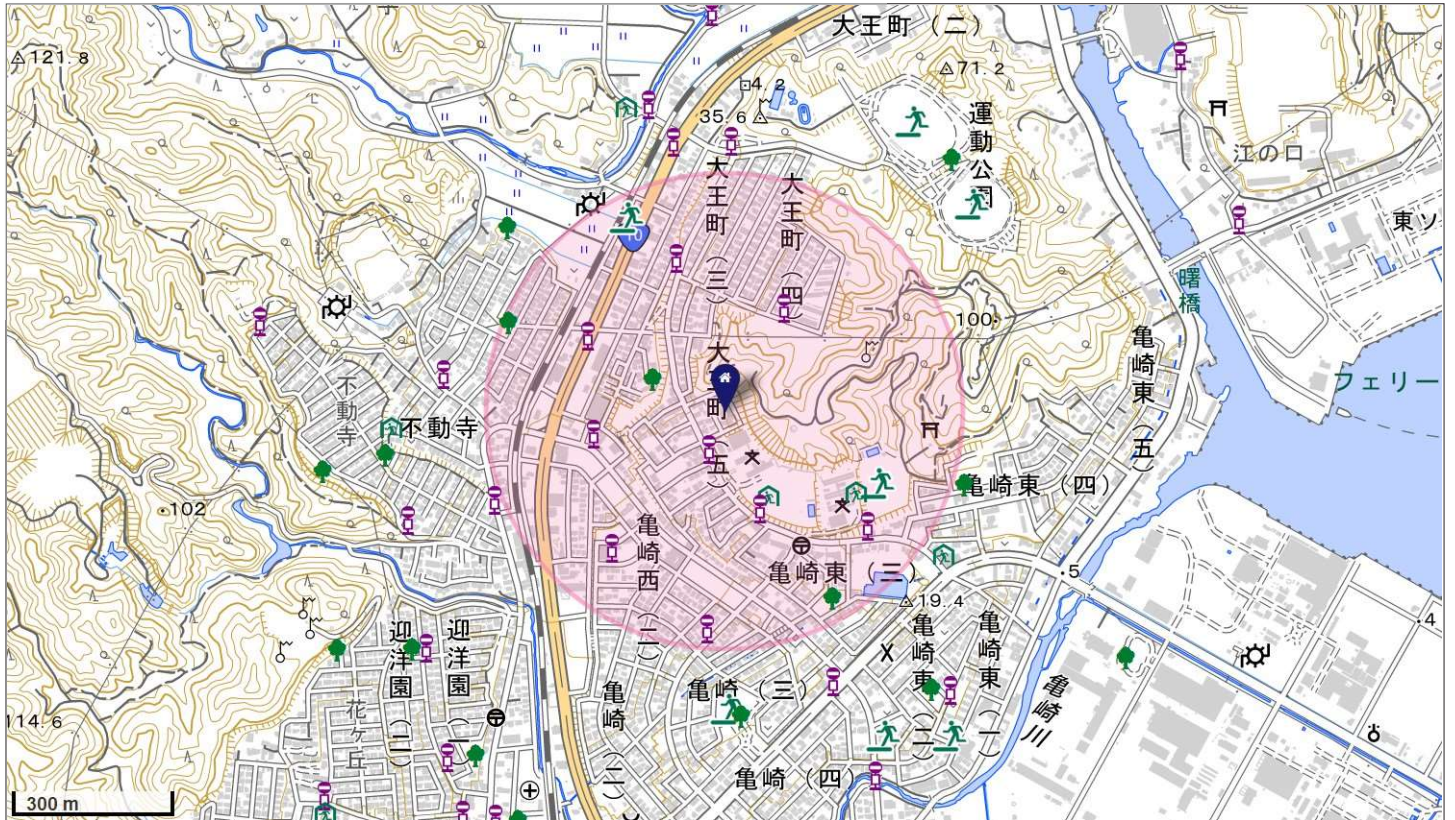 大王町（二）
121.8
71.2
4.2
35.6
運動公園
江の口
大王町（三）
大王町（四）
東ソ
曙橋
100
亀崎東（五）
フェリー
大王町（五）
不動寺
不動寺
亀崎東（四）
102
亀崎西（二）
亀崎東（三）
5
19.4
4
迎洋園（二）
迎洋園（一）
亀崎東（二）
亀崎東（一）
亀崎（三）
亀崎川
114.6
花ヶ丘
亀崎（二）
亀崎（四）
300 m